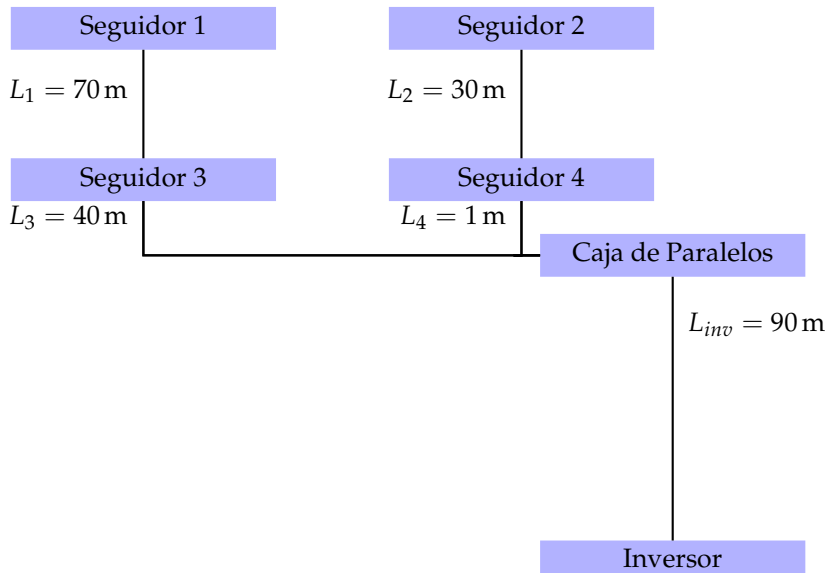 Seguidor 1
Seguidor 2
L₁ = 70 m
L₂ = 30 m
Seguidor 3
Seguidor 4
L₃ = 40 m
L₄ = 1 m
Caja de Paralelos
Lᵢₙᵥ = 90 m
Inversor